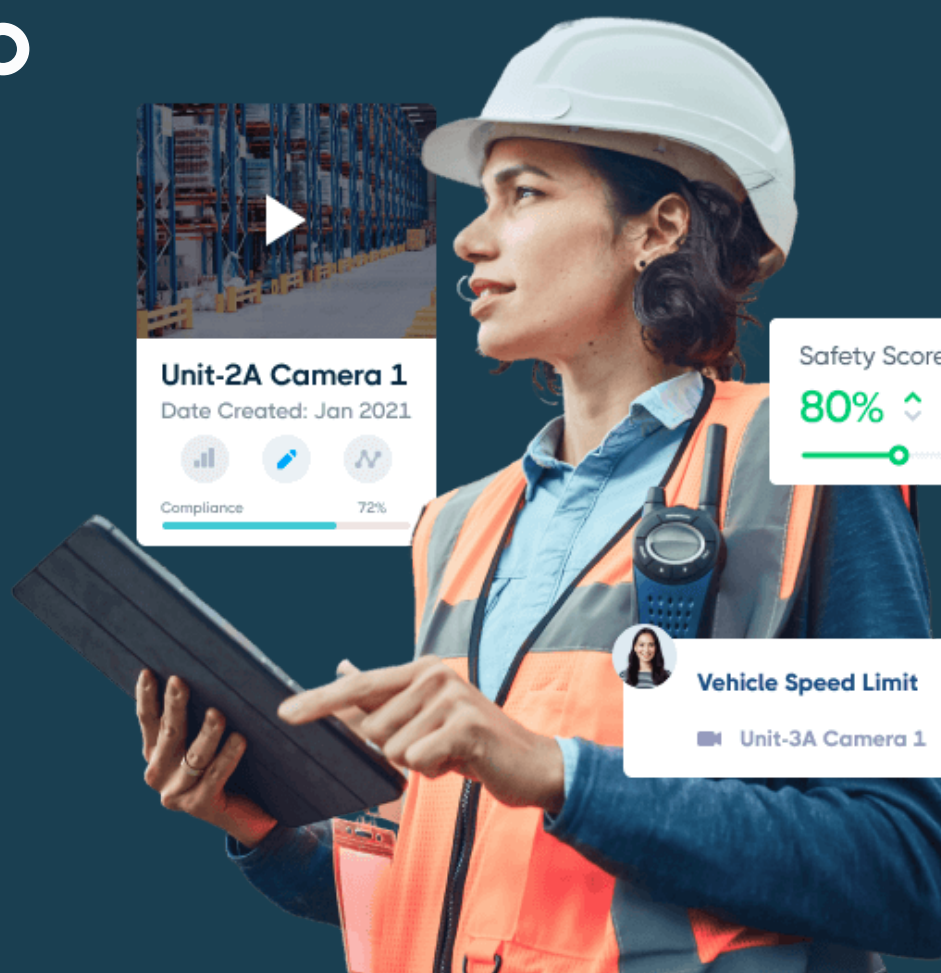 Unit-2A Camera 1
Date Created: Jan 2021
Compliance 72%
Safety Score
80%
Vehicle Speed Limit
Unit-3A Camera 1